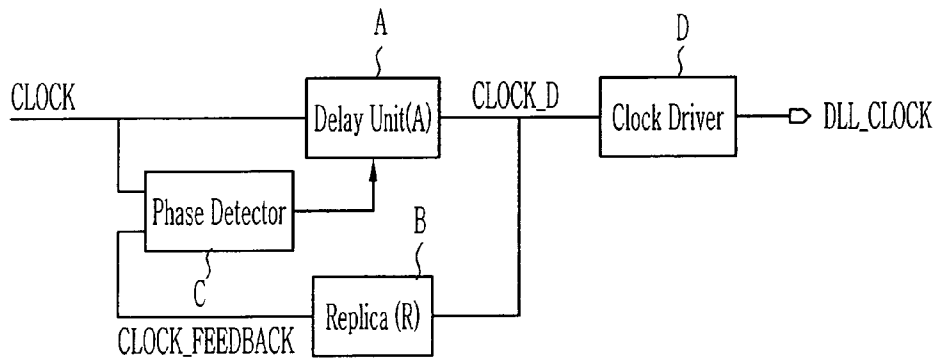 A
D
CLOCK
Delay Unit(A)
CLOCK_D
Clock Driver
DLL_CLOCK
Phase Detector
B
C
Replica (R)
CLOCK_FEEDBACK